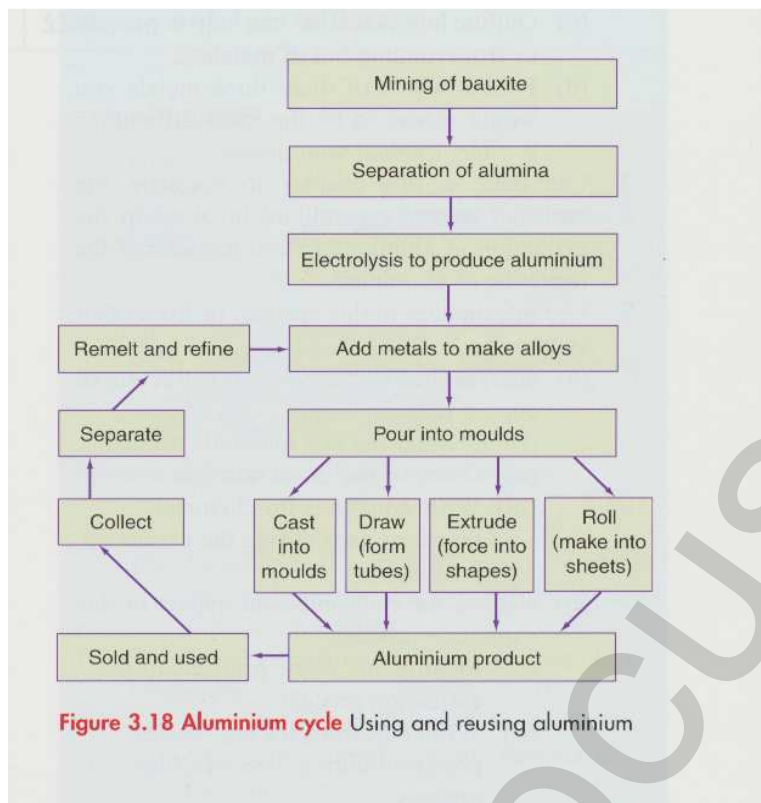 Mining of bauxite
Separation of alumina
Electrolysis to produce aluminium
Remelt and refine
Add metals to make alloys
Separate
Pour into moulds
Collect
Cast
into
moulds
Draw
(form
tubes)
Extrude
(force into
shapes)
Roll
(make into
sheets)
Sold and used
Aluminium product
Figure 3.18 Aluminium cycle Using and reusing aluminium